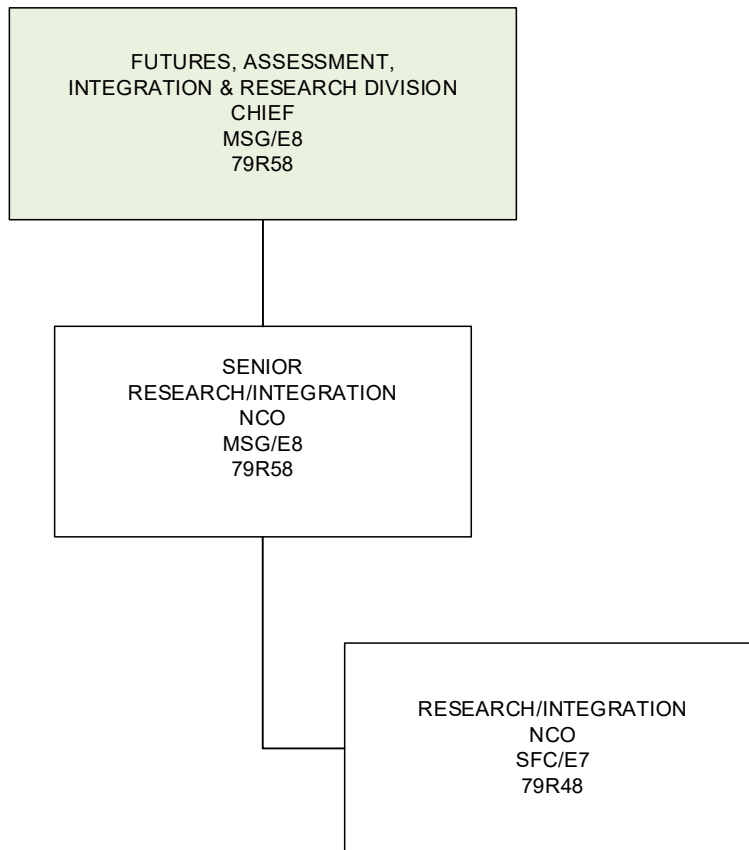 FUTURES, ASSESSMENT,
INTEGRATION & RESEARCH DIVISION
CHIEF
MSG/E8
79R58
SENIOR
RESEARCH/INTEGRATION
NCO
MSG/E8
79R58
RESEARCH/INTEGRATION
NCO
SFC/E7
79R48